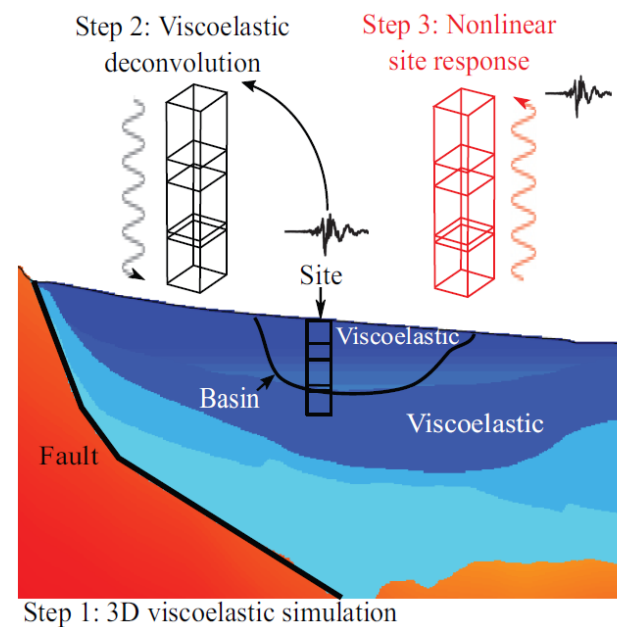 Step 2: Viscoelastic
deconvolution
Step 3: Nonlinear
site response
Site
Viscoelastic
Basin
Viscoelastic
Fault
Step 1: 3D viscoelastic simulation